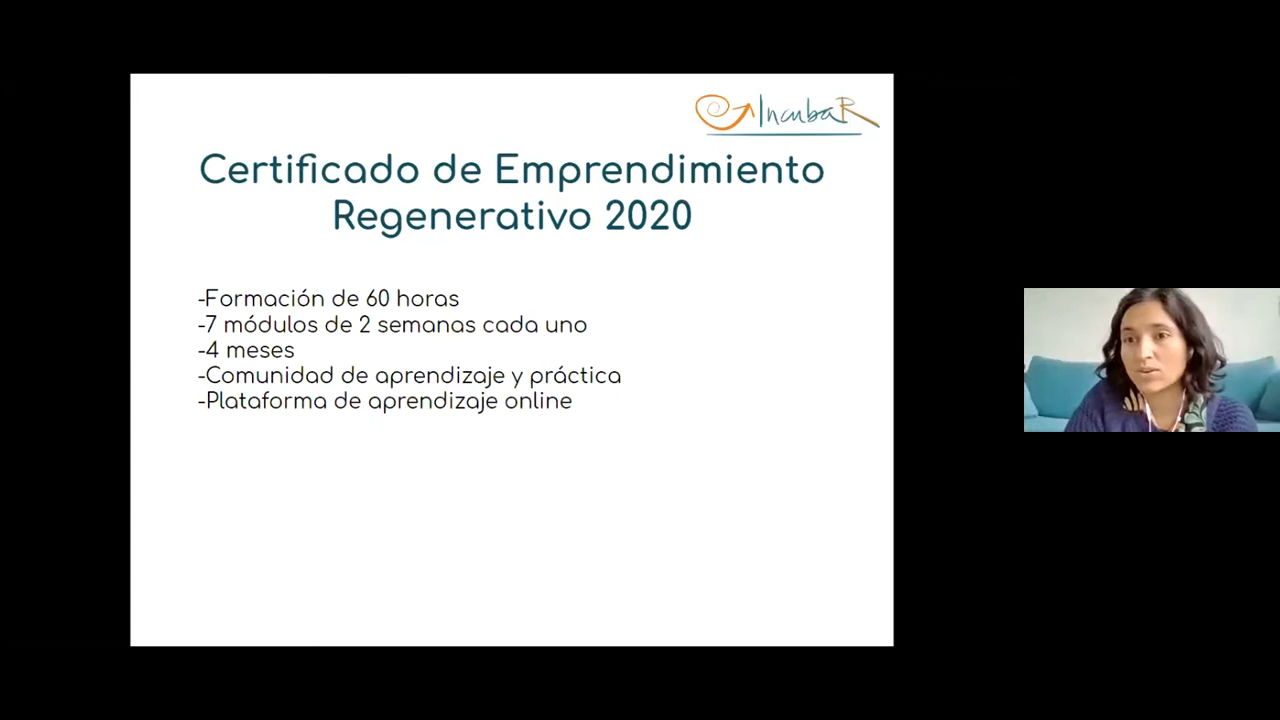 IncubaR
Certificado de Emprendimiento
Regenerativo 2020
-Formación de 60 horas
-7 módulos de 2 semanas cada uno
-4 meses
-Comunidad de aprendizaje y práctica
-Plataforma de aprendizaje online